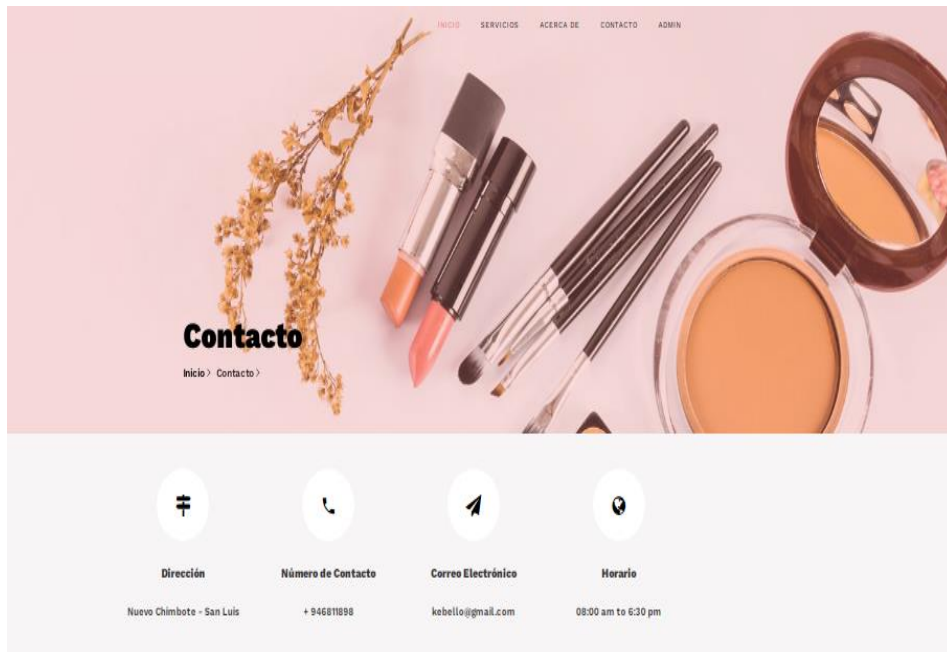 INICIO SERVICIOS ACERCA DE CONTACTO ADMIN
Contacto
Inicio > Contacto >
Dirección Número de Contacto Correo Electrónico Horario
Nuevo Chimbote - San Luis + 946811898 kebello@gmail.com 08:00 am to 6:30 pm